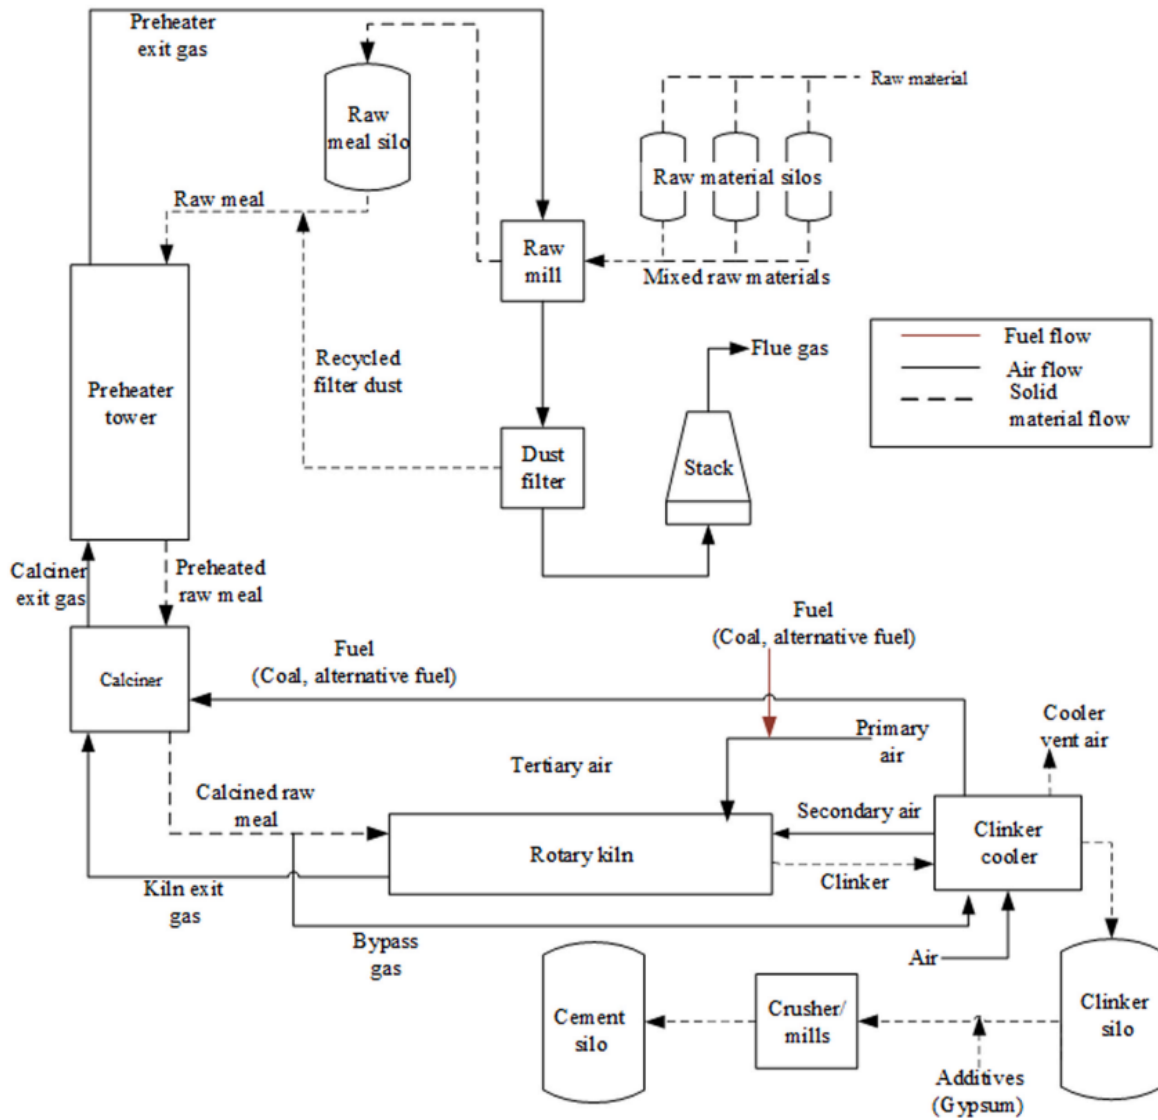 Preheater
exit gas
Raw
meal silo
Raw material
Raw material silos
Raw meal
Raw
mill
Mixed raw materials
Recycled
filter dust
Preheater
tower
Flue gas
Fuel flow
Air flow
Solid
material flow
Dust
filter
Stack
Calciner
exit gas
Preheated
raw meal
Fuel
(Coal, alternative fuel)
Fuel
(Coal, alternative fuel)
Calciner
Cooler
vent air
Primary
air
Tertiary air
Calcined raw
meal
Secondary air
Clinker
cooler
Rotary kiln
Clinker
Kiln exit
gas
Bypass
gas
Air
Cement
silo
Crusher/
mills
Clinker
silo
Additives
(Gypsum)